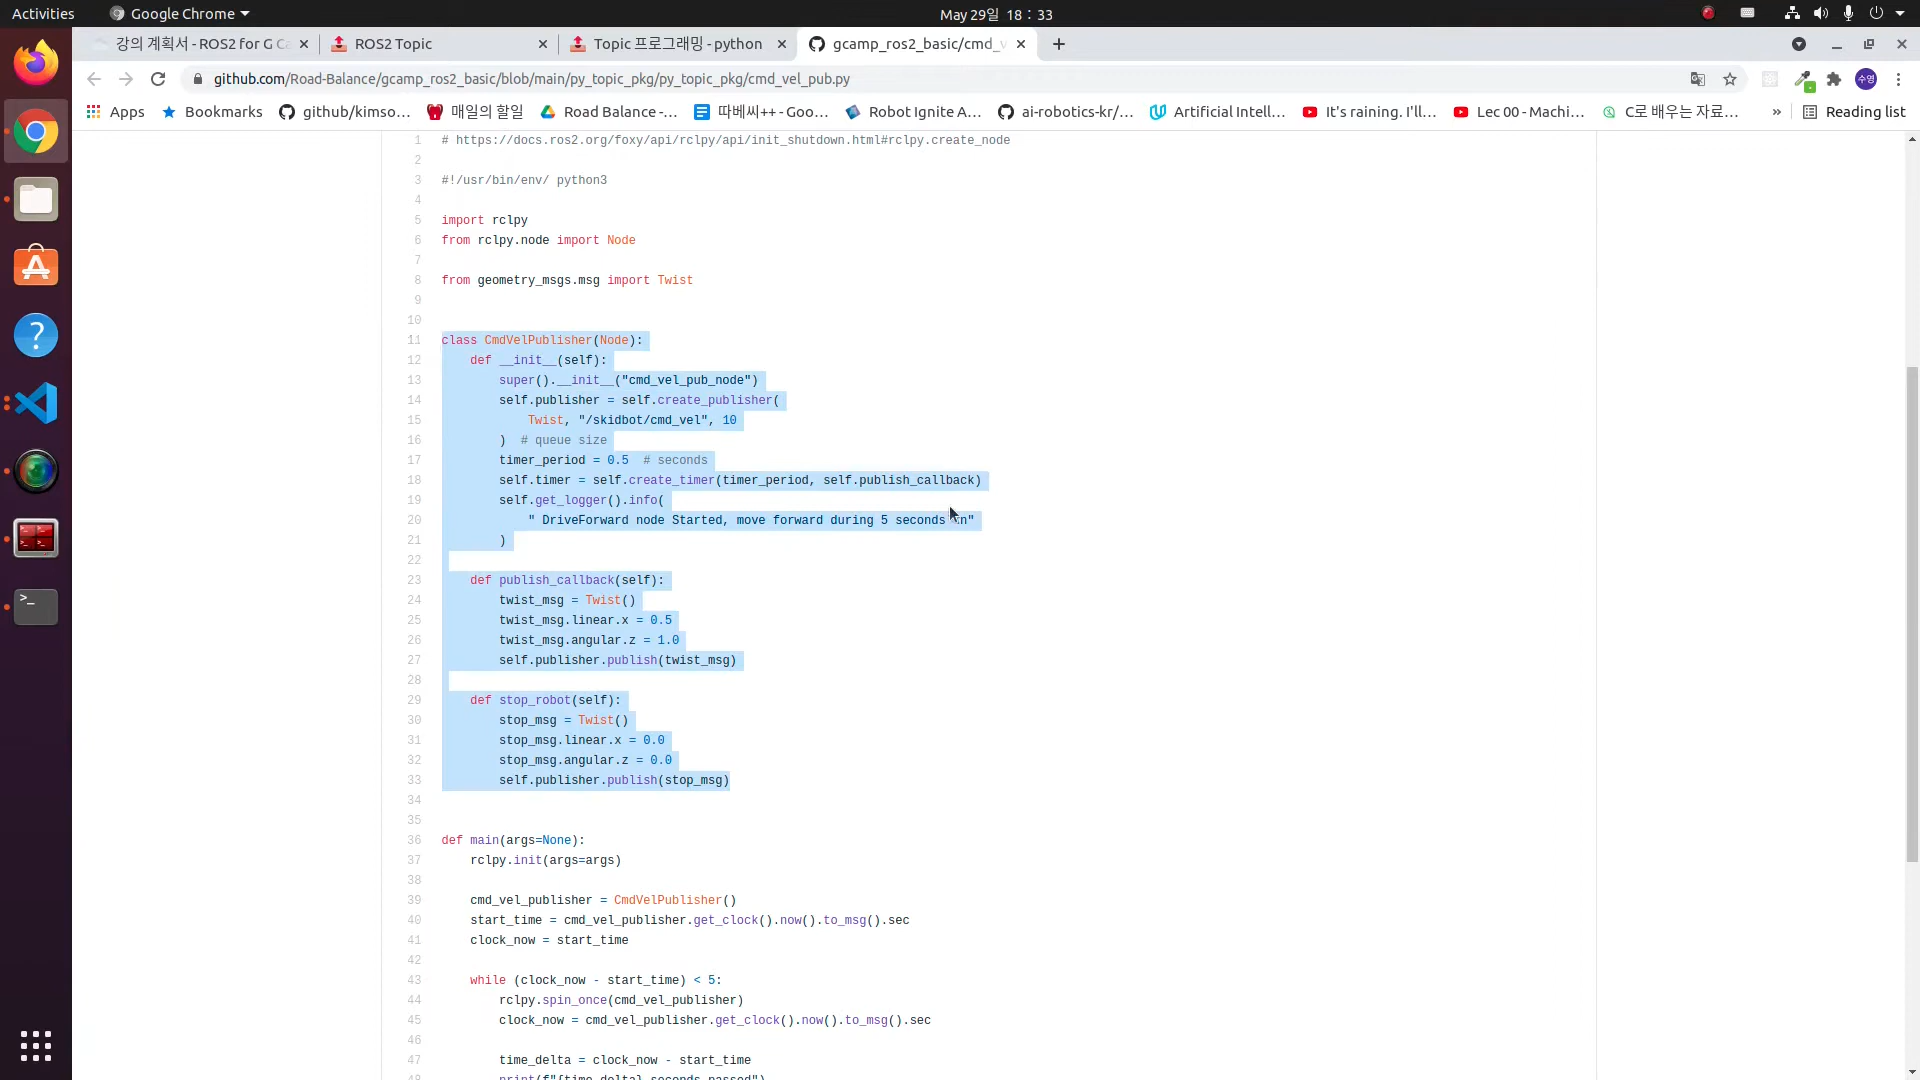 Activities
Google Chrome
May 29일 18 : 33
강의 계획서 - ROS2 for G Ca
ROS2 Topic
Topic 프로그래밍 - python
gcamp_ros2_basic/cmd_v
github.com/Road-Balance/gcamp_ros2_basic/blob/main/py_topic_pkg/py_topic_pkg/cmd_vel_pub.py
수영
Apps
Bookmarks
github/kimso...
매일의 할일
Road Balance -...
따베씨++ - Goo...
Robot Ignite A...
ai-robotics-kr/...
Artificial Intell...
It's raining. I'll...
Lec 00 - Machi...
C로 배우는 자료...
»
Reading list
1 # https://docs.ros2.org/foxy/api/rclpy/api/init_shutdown.html#rclpy.create_node
2
3 #!/usr/bin/env/ python3
4
5 import rclpy
6 from rclpy.node import Node
7
8 from geometry_msgs.msg import Twist
9
10
11 class CmdVelPublisher(Node):
12 def __init__(self):
13 super().__init__("cmd_vel_pub_node")
14 self.publisher = self.create_publisher(
15 Twist, "/skidbot/cmd_vel", 10
16 ) # queue size
17 timer_period = 0.5 # seconds
18 self.timer = self.create_timer(timer_period, self.publish_callback)
19 self.get_logger().info(
20 " DriveForward node Started, move forward during 5 seconds \n"
21 )
22
23 def publish_callback(self):
24 twist_msg = Twist()
25 twist_msg.linear.x = 0.5
26 twist_msg.angular.z = 1.0
27 self.publisher.publish(twist_msg)
28
29 def stop_robot(self):
30 stop_msg = Twist()
31 stop_msg.linear.x = 0.0
32 stop_msg.angular.z = 0.0
33 self.publisher.publish(stop_msg)
34
35
36 def main(args=None):
37 rclpy.init(args=args)
38
39 cmd_vel_publisher = CmdVelPublisher()
40 start_time = cmd_vel_publisher.get_clock().now().to_msg().sec
41 clock_now = start_time
42
43 while (clock_now - start_time) < 5:
44 rclpy.spin_once(cmd_vel_publisher)
45 clock_now = cmd_vel_publisher.get_clock().now().to_msg().sec
46
47 time_delta = clock_now - start_time
48 print(f"{time_delta} seconds passed")